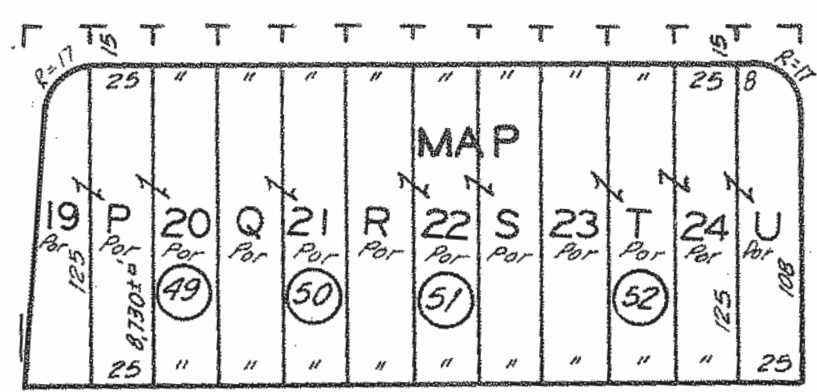 15 15
R=17 R=17
25 " " " " " " " " 25 8
MAP
19 P 20 Q 21 R 22 S 23 T 24 U
Por Por Por Por Por Por Por Por Por Por Por Por
125 8,730±□' 49 50 51 52 125 108
25 " " " " " " " " " 25